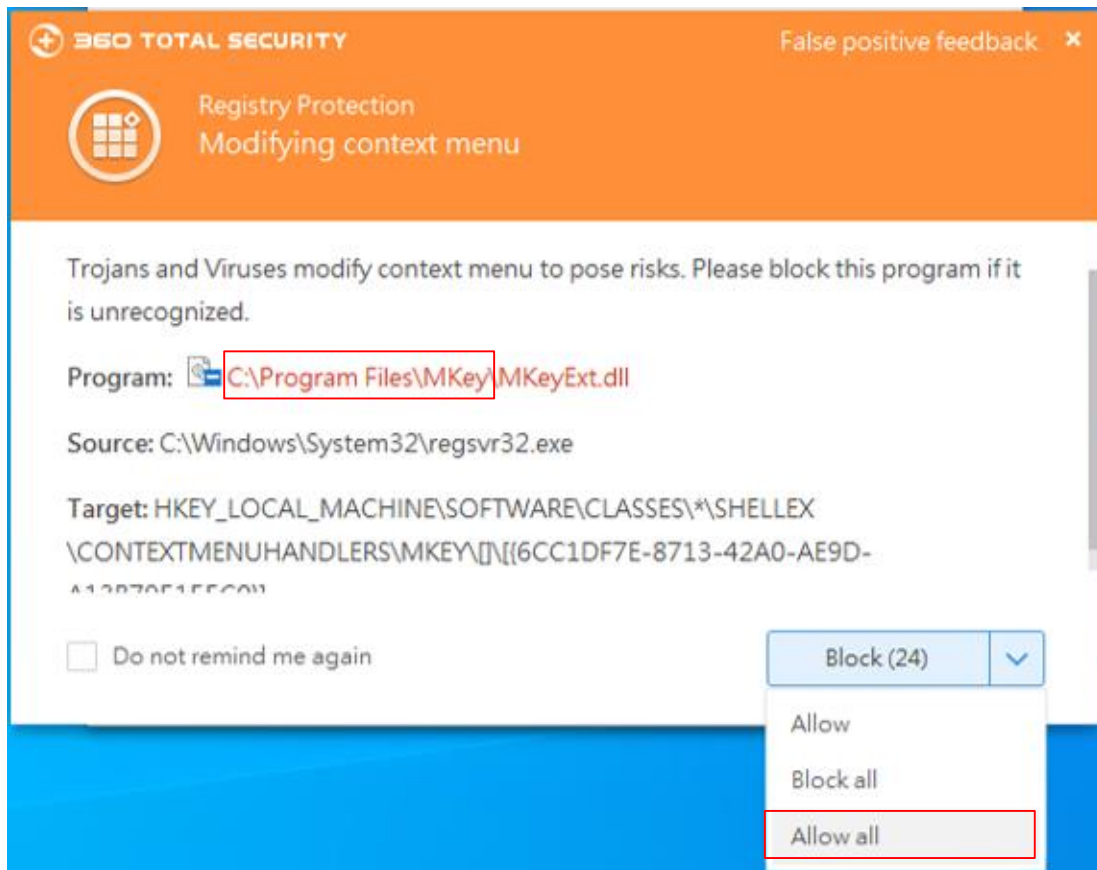 360 TOTAL SECURITY
False positive feedback
Registry Protection
Modifying context menu
Trojans and Viruses modify context menu to pose risks. Please block this program if it
is unrecognized.
Program: C:\Program Files\MKey\MKeyExt.dll
Source: C:\Windows\System32\regsvr32.exe
Target: HKEY_LOCAL_MACHINE\SOFTWARE\CLASSES\*\SHELLEX
\CONTEXTMENUHANDLERS\MKEY\[]\[{6CC1DF7E-8713-42A0-AE9D-
Do not remind me again
Block (24)
Allow
Block all
Allow all